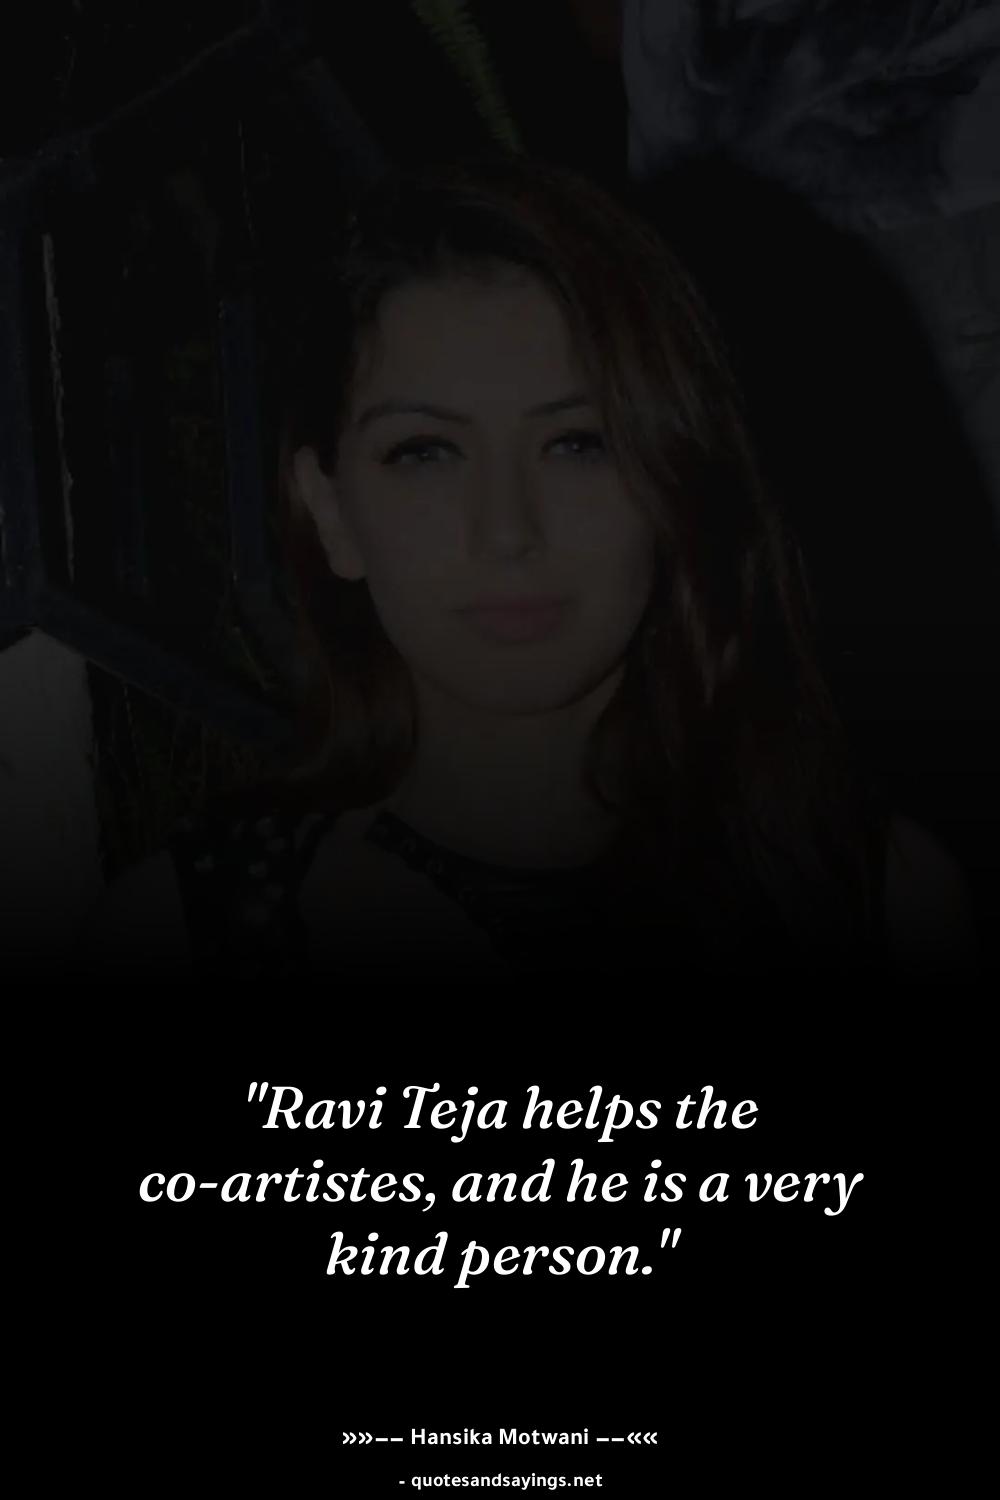 "Ravi Teja helps the
co-artistes, and he is a very
kind person."
»»–– Hansika Motwani ––««
- quotesandsayings.net